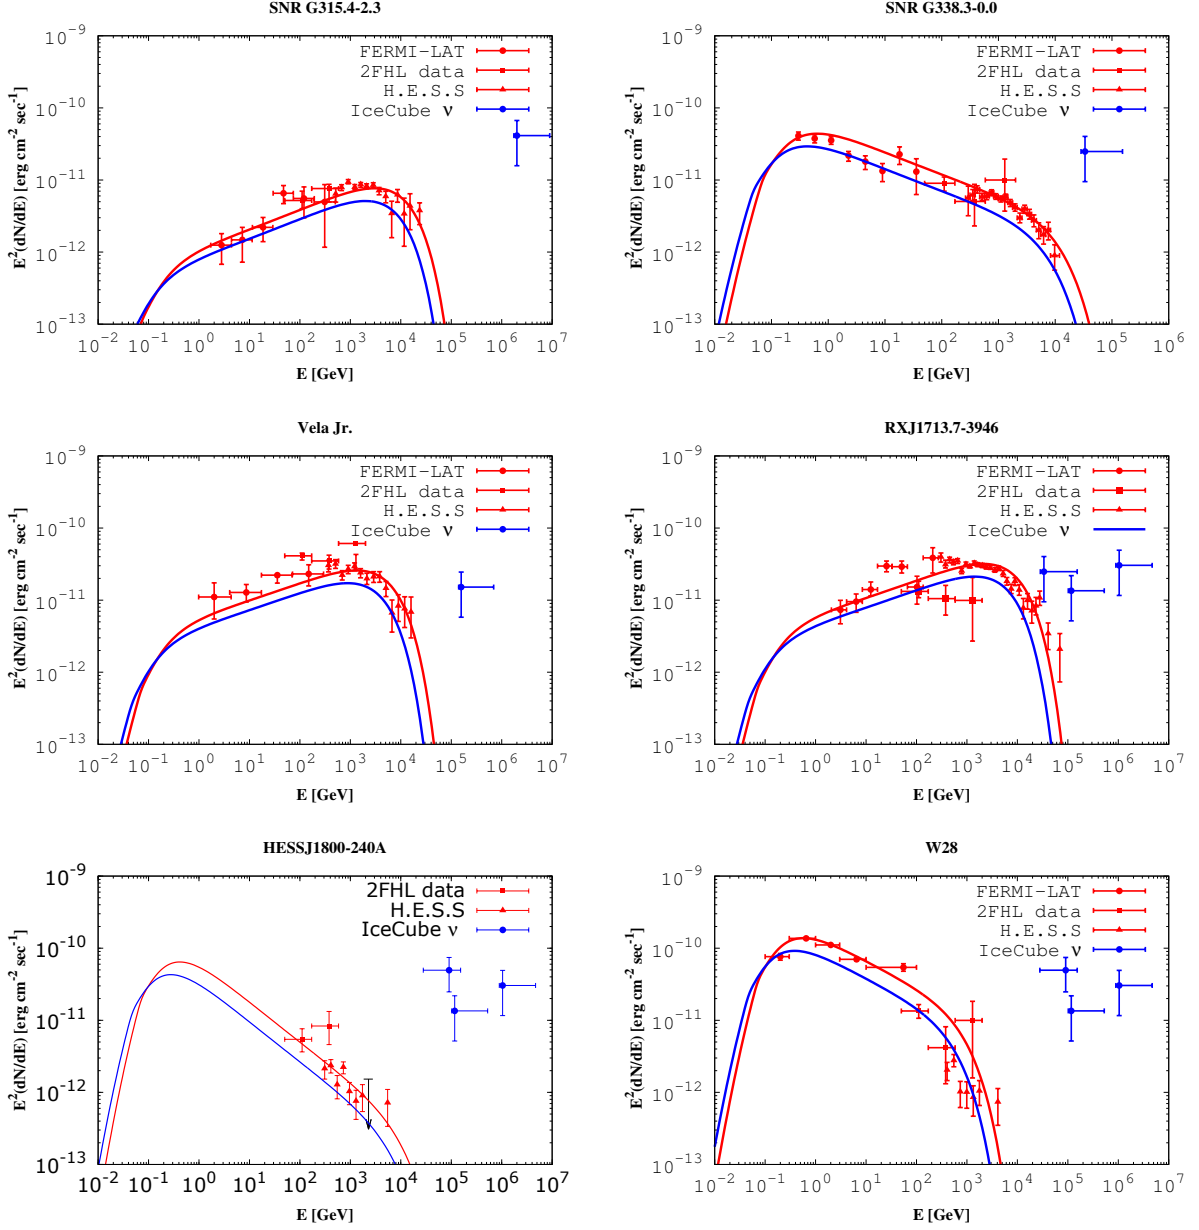 SNR G315.4-2.3
E²(dN/dE) [erg cm⁻² sec⁻¹]
10⁻⁹
10⁻¹⁰
10⁻¹¹
10⁻¹²
10⁻¹³
FERMI-LAT
2FHL data
H.E.S.S
IceCube ν
10⁻² 10⁻¹ 10⁰ 10¹ 10² 10³ 10⁴ 10⁵ 10⁶ 10⁷
E [GeV]
SNR G338.3-0.0
E²(dN/dE) [erg cm⁻² sec⁻¹]
10⁻⁹
10⁻¹⁰
10⁻¹¹
10⁻¹²
10⁻¹³
FERMI-LAT
2FHL data
H.E.S.S
IceCube ν
10⁻² 10⁻¹ 10⁰ 10¹ 10² 10³ 10⁴ 10⁵ 10⁶
E [GeV]
Vela Jr.
E²(dN/dE) [erg cm⁻² sec⁻¹]
10⁻⁹
10⁻¹⁰
10⁻¹¹
10⁻¹²
10⁻¹³
FERMI-LAT
2FHL data
H.E.S.S
IceCube ν
10⁻² 10⁻¹ 10⁰ 10¹ 10² 10³ 10⁴ 10⁵ 10⁶ 10⁷
E [GeV]
RXJ1713.7-3946
E²(dN/dE) [erg cm⁻² sec⁻¹]
10⁻⁹
10⁻¹⁰
10⁻¹¹
10⁻¹²
10⁻¹³
FERMI-LAT
2FHL data
H.E.S.S
IceCube ν
10⁻² 10⁻¹ 10⁰ 10¹ 10² 10³ 10⁴ 10⁵ 10⁶ 10⁷
E [GeV]
HESSJ1800-240A
E²(dN/dE) [erg cm⁻² sec⁻¹]
10⁻⁹
10⁻¹⁰
10⁻¹¹
10⁻¹²
10⁻¹³
2FHL data
H.E.S.S
IceCube ν
10⁻² 10⁻¹ 10⁰ 10¹ 10² 10³ 10⁴ 10⁵ 10⁶ 10⁷
E [GeV]
W28
E²(dN/dE) [erg cm⁻² sec⁻¹]
10⁻⁹
10⁻¹⁰
10⁻¹¹
10⁻¹²
10⁻¹³
FERMI-LAT
2FHL data
H.E.S.S
IceCube ν
10⁻² 10⁻¹ 10⁰ 10¹ 10² 10³ 10⁴ 10⁵ 10⁶ 10⁷
E [GeV]